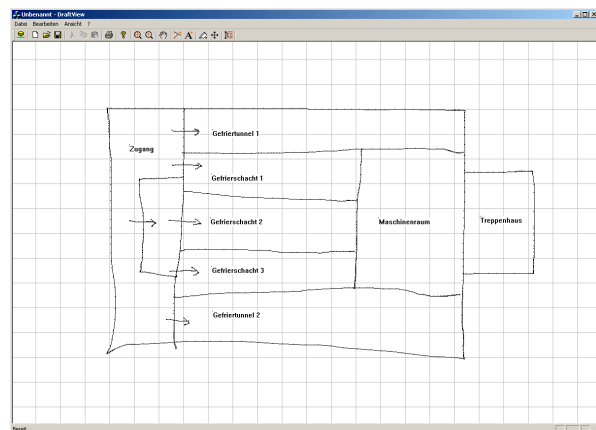 Unbenannt - DraftView
Datei Bearbeiten Ansicht ?
Gefriertunnel 1
Zugang
Gefrierschacht 1
Gefrierschacht 2
Maschinenraum
Treppenhaus
Gefrierschacht 3
Gefriertunnel 2
Bereit